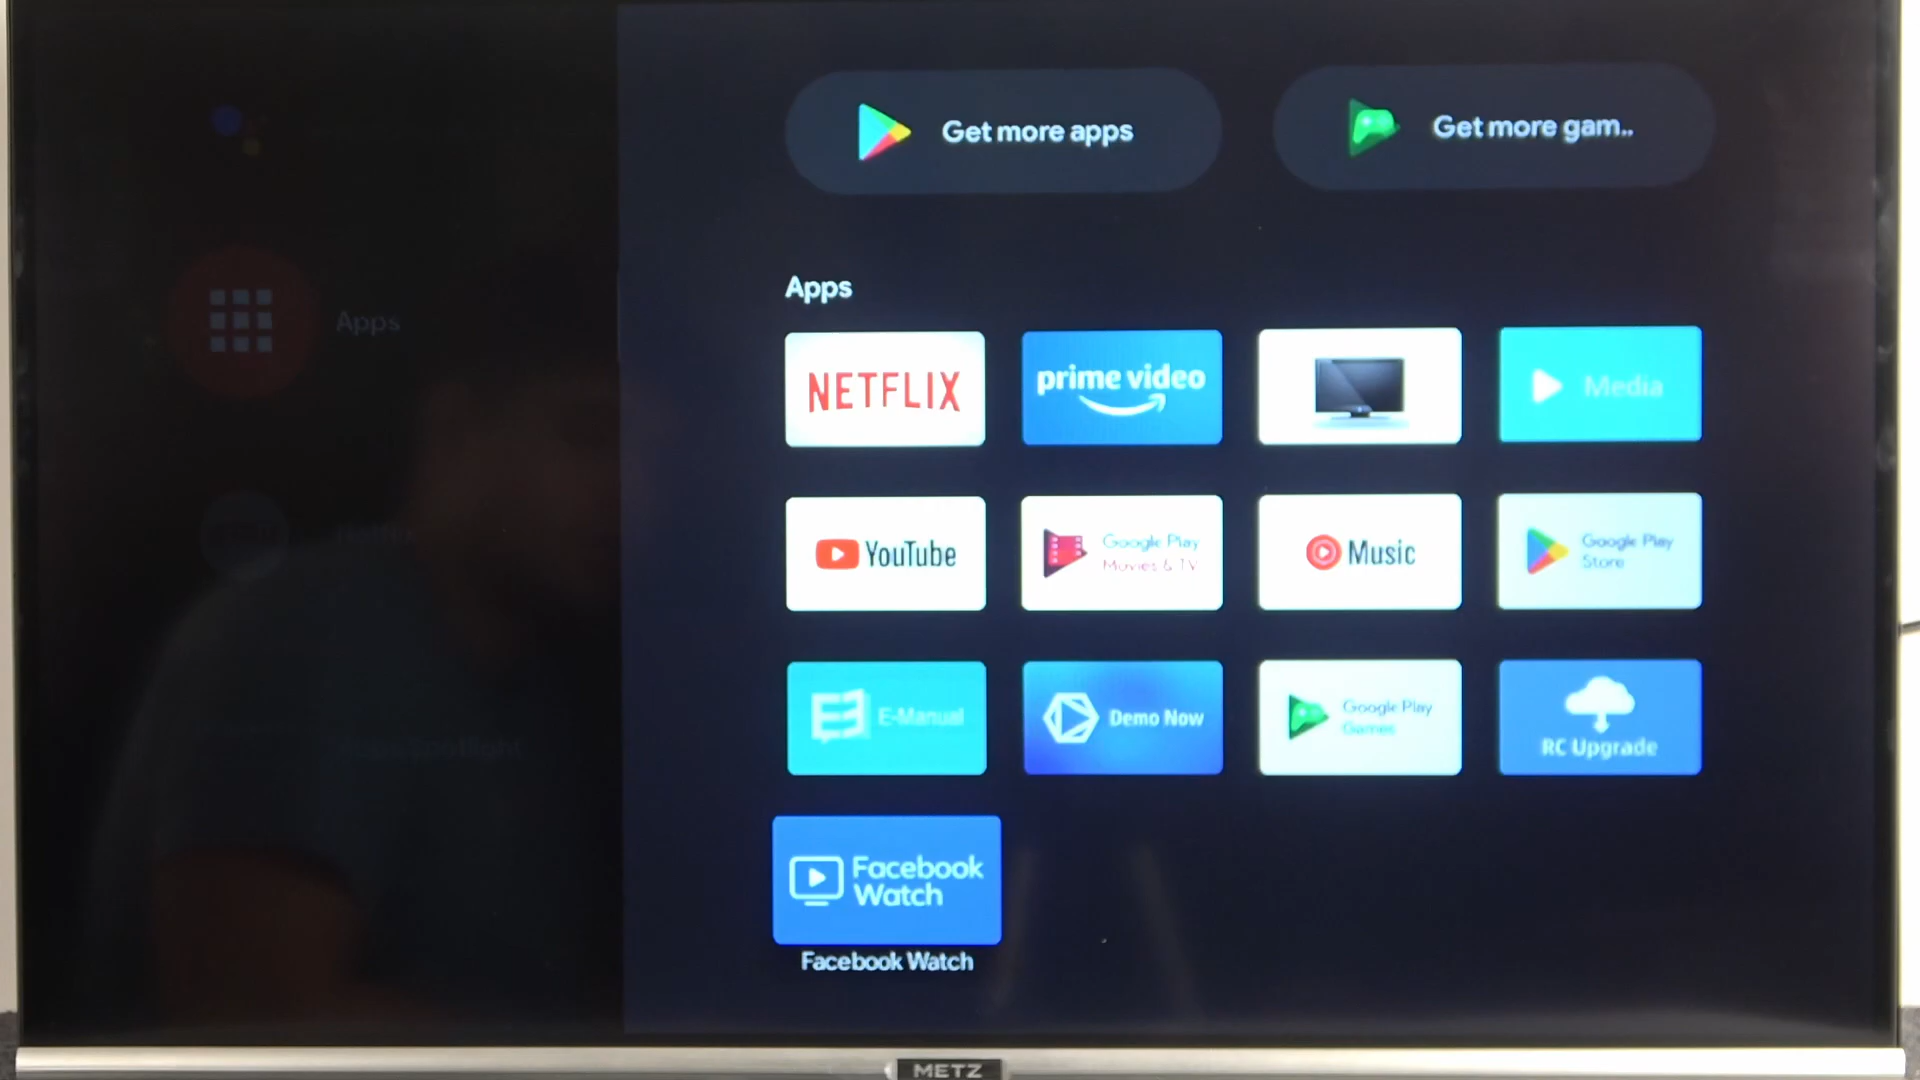 Get more apps
Get more gam..
Apps
Apps
NETFLIX
prime video
Media
YouTube
Google Play
Movies & TV
Music
Google Play
Store
E-Manual
Demo Now
Google Play
Games
RC Upgrade
Facebook
Watch
Facebook Watch
METZ